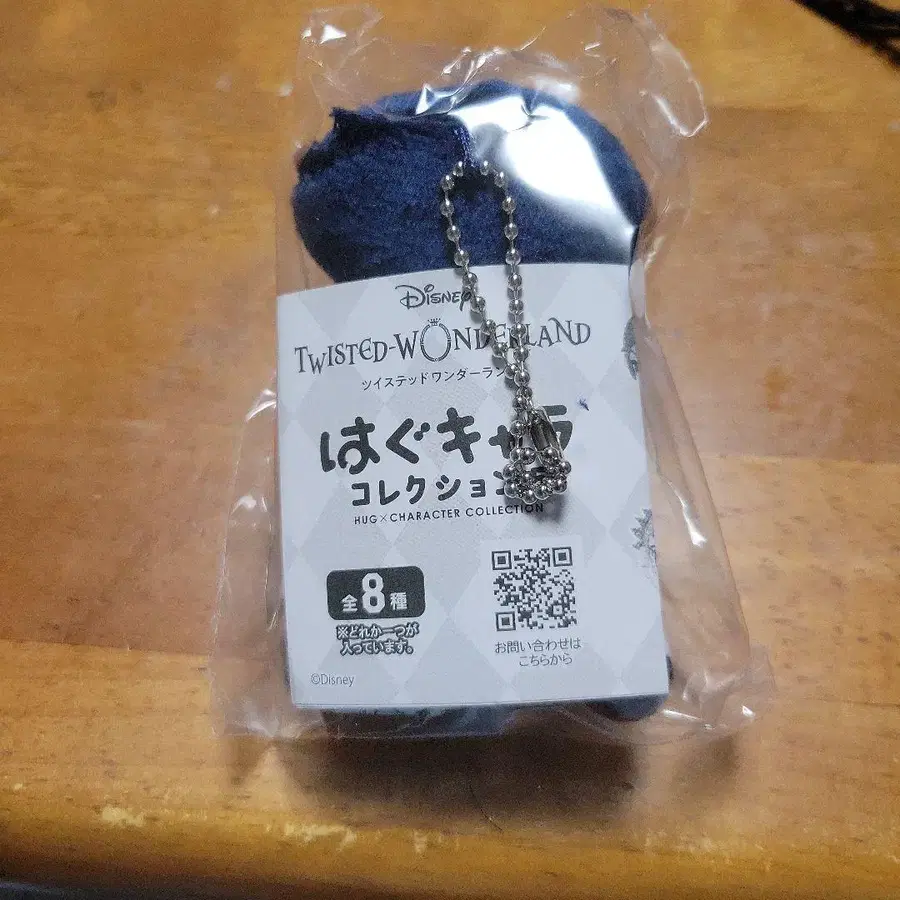 Disney
TWISTED-WONDERLAND
ツイステッドワンダーラン
はぐキャラ
コレクション
HUG×CHARACTER COLLECTION
全8種
※どれか一つが
入っています。
お問い合わせは
こちらから
©Disney